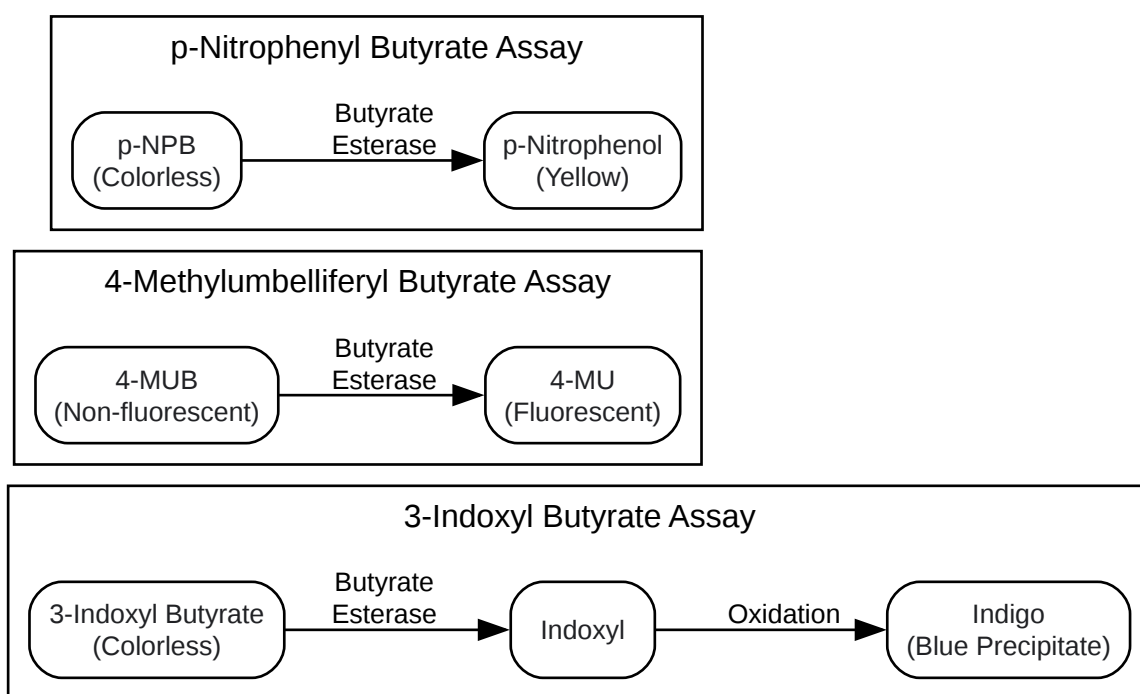 p-Nitrophenyl Butyrate Assay
p-NPB
(Colorless)
Butyrate
Esterase
p-Nitrophenol
(Yellow)
4-Methylumbelliferyl Butyrate Assay
4-MUB
(Non-fluorescent)
Butyrate
Esterase
4-MU
(Fluorescent)
3-Indoxyl Butyrate Assay
3-Indoxyl Butyrate
(Colorless)
Butyrate
Esterase
Indoxyl
Oxidation
Indigo
(Blue Precipitate)